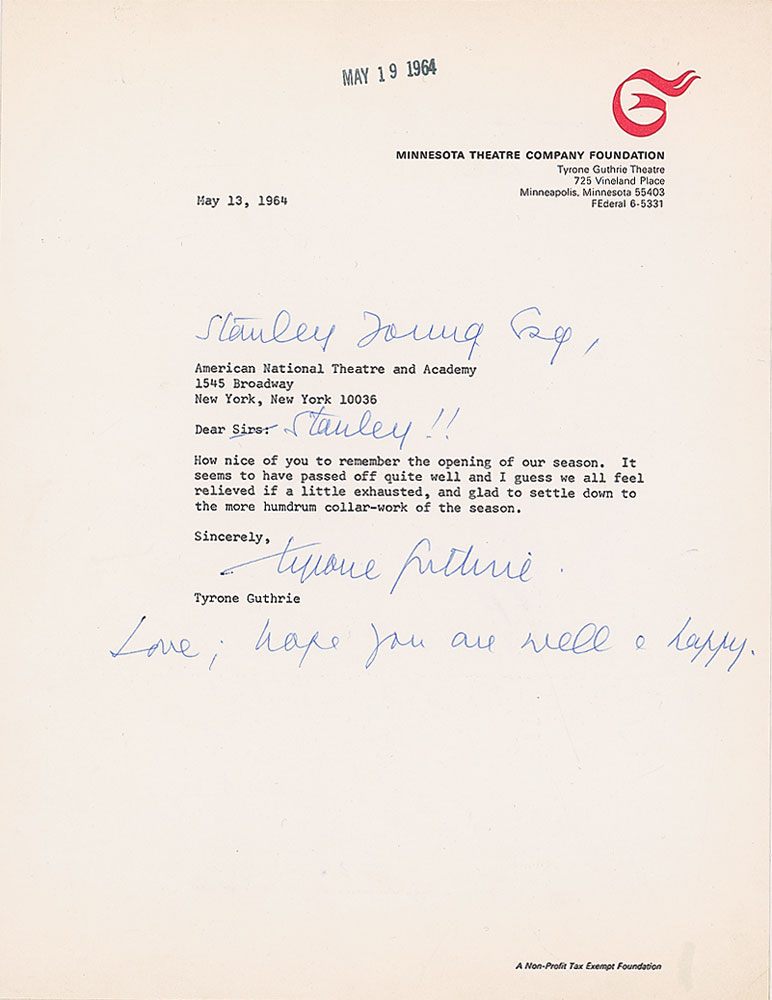 MAY 19 1964
MINNESOTA THEATRE COMPANY FOUNDATION
Tyrone Guthrie Theatre
725 Vineland Place
Minneapolis, Minnesota 55403
FEderal 6-5331
May 13, 1964
Stanley Young Esq,
American National Theatre and Academy
1545 Broadway
New York, New York 10036
Dear Sirs: Stanley!!
How nice of you to remember the opening of our season. It
seems to have passed off quite well and I guess we all feel
relieved if a little exhausted, and glad to settle down to
the more humdrum collar-work of the season.
Sincerely,
Tyrone Guthrie.
Tyrone Guthrie
Love; hope you are well & happy.
A Non-Profit Tax Exempt Foundation